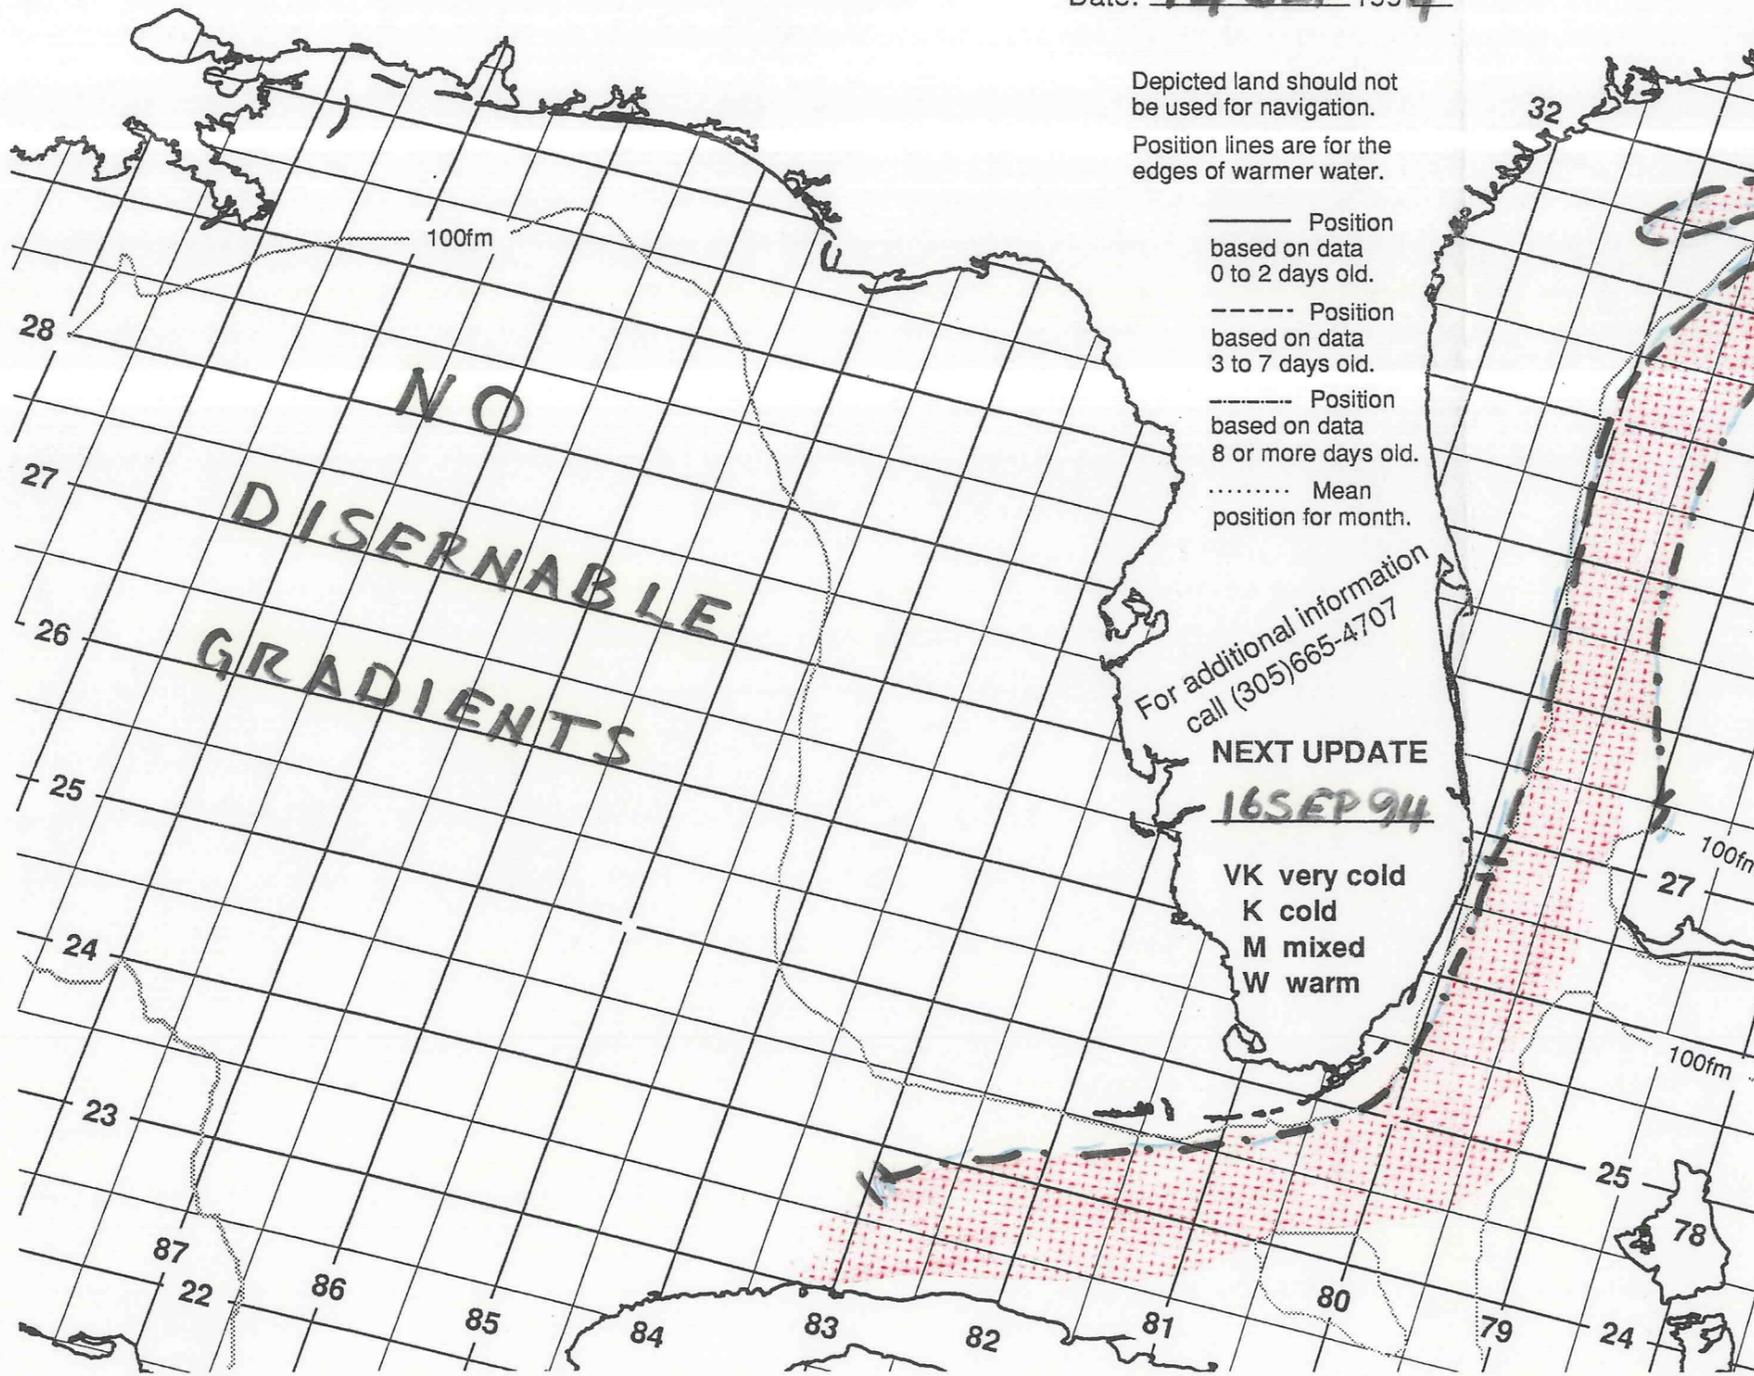 Date: 1994
Depicted land should not
be used for navigation.
Position lines are for the
edges of warmer water.
Position
based on data
0 to 2 days old.
Position
based on data
3 to 7 days old.
Position
based on data
8 or more days old.
Mean
position for month.
For additional information
call (305)665-4707
NEXT UPDATE
16SEP94
VK very cold
K cold
M mixed
W warm
NO
DISERNABLE
GRADIENTS
100fm
28
27
26
25
24
23
22
87
86
85
84
83
82
81
80
79
78
32
100fm
27
100fm
25
24